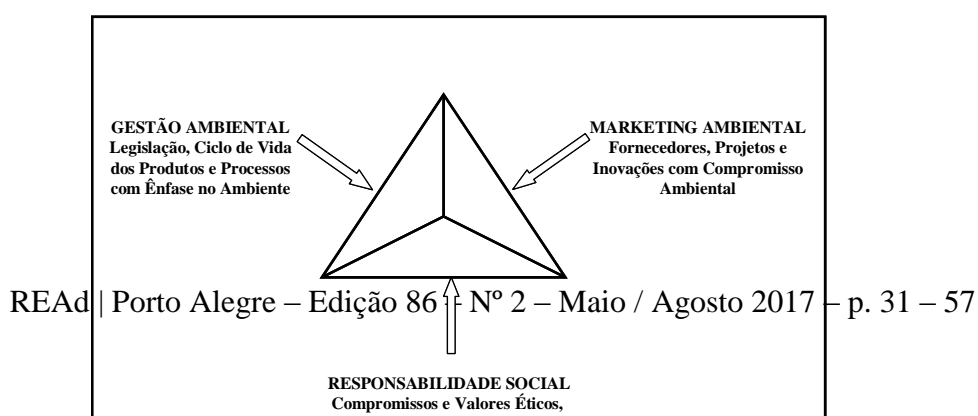 GESTÃO AMBIENTAL
Legislação, Ciclo de Vida
dos Produtos e Processos
com Ênfase no Ambiente
MARKETING AMBIENTAL
Fornecedores, Projetos e
Inovações com Compromisso
Ambiental
REAd | Porto Alegre – Edição 86 - Nº 2 – Maio / Agosto 2017 – p. 31 – 57
RESPONSABILIDADE SOCIAL
Compromissos e Valores Éticos,